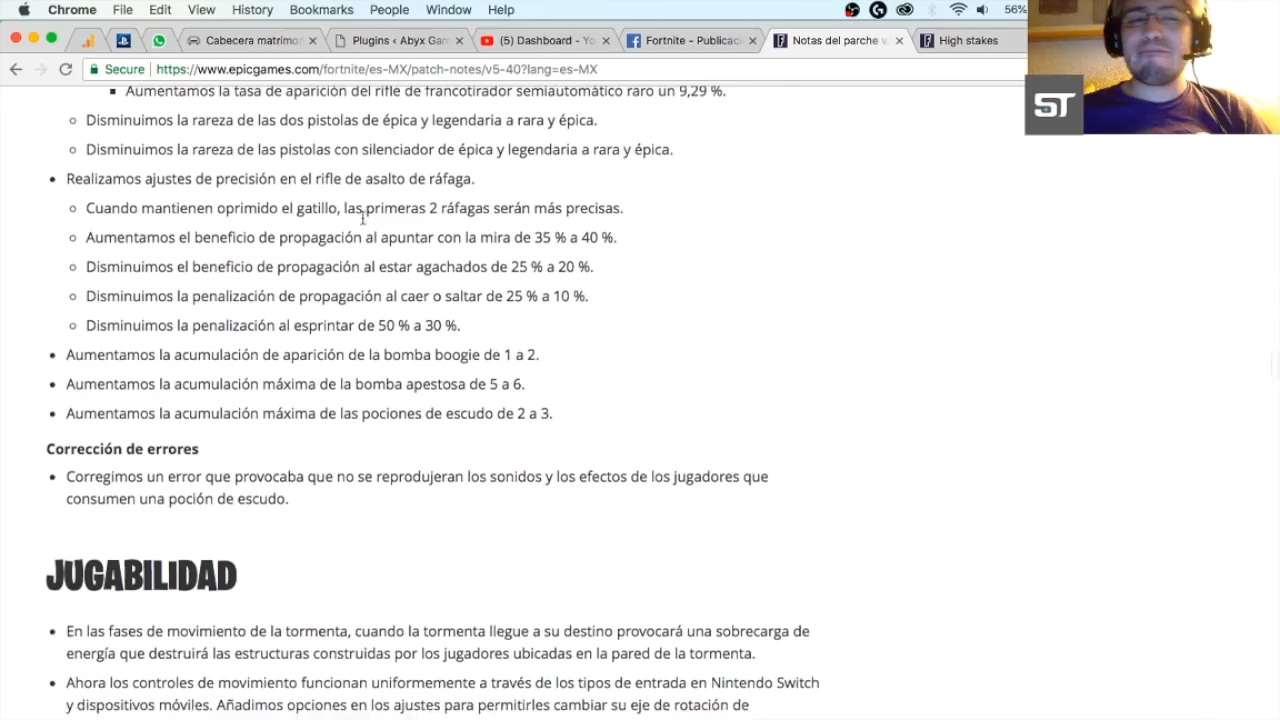 Chrome File Edit View History Bookmarks People Window Help 56%
Cabecera matrimon Plugins ‹ Abyx Gam (5) Dashboard - Yo Fortnite - Publicaci Notas del parche v. High stakes
Secure https://www.epicgames.com/fortnite/es-MX/patch-notes/v5-40?lang=es-MX
ST
Aumentamos la tasa de aparición del rifle de francotirador semiautomático raro un 9,29 %.
Disminuimos la rareza de las dos pistolas de épica y legendaria a rara y épica.
Disminuimos la rareza de las pistolas con silenciador de épica y legendaria a rara y épica.
Realizamos ajustes de precisión en el rifle de asalto de ráfaga.
Cuando mantienen oprimido el gatillo, las primeras 2 ráfagas serán más precisas.
Aumentamos el beneficio de propagación al apuntar con la mira de 35 % a 40 %.
Disminuimos el beneficio de propagación al estar agachados de 25 % a 20 %.
Disminuimos la penalización de propagación al caer o saltar de 25 % a 10 %.
Disminuimos la penalización al esprintar de 50 % a 30 %.
Aumentamos la acumulación de aparición de la bomba boogie de 1 a 2.
Aumentamos la acumulación máxima de la bomba apestosa de 5 a 6.
Aumentamos la acumulación máxima de las pociones de escudo de 2 a 3.
Corrección de errores
Corregimos un error que provocaba que no se reprodujeran los sonidos y los efectos de los jugadores que
consumen una poción de escudo.
JUGABILIDAD
En las fases de movimiento de la tormenta, cuando la tormenta llegue a su destino provocará una sobrecarga de
energía que destruirá las estructuras construidas por los jugadores ubicadas en la pared de la tormenta.
Ahora los controles de movimiento funcionan uniformemente a través de los tipos de entrada en Nintendo Switch
y dispositivos móviles. Añadimos opciones en los ajustes para permitirles cambiar su eje de rotación de